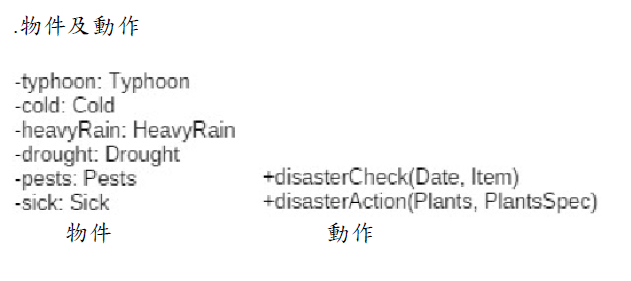 .物件及動作
-typhoon: Typhoon
-cold: Cold
-heavyRain: HeavyRain
-drought: Drought
-pests: Pests
-sick: Sick
物件
+disasterCheck(Date, Item)
+disasterAction(Plants, PlantsSpec)
動作